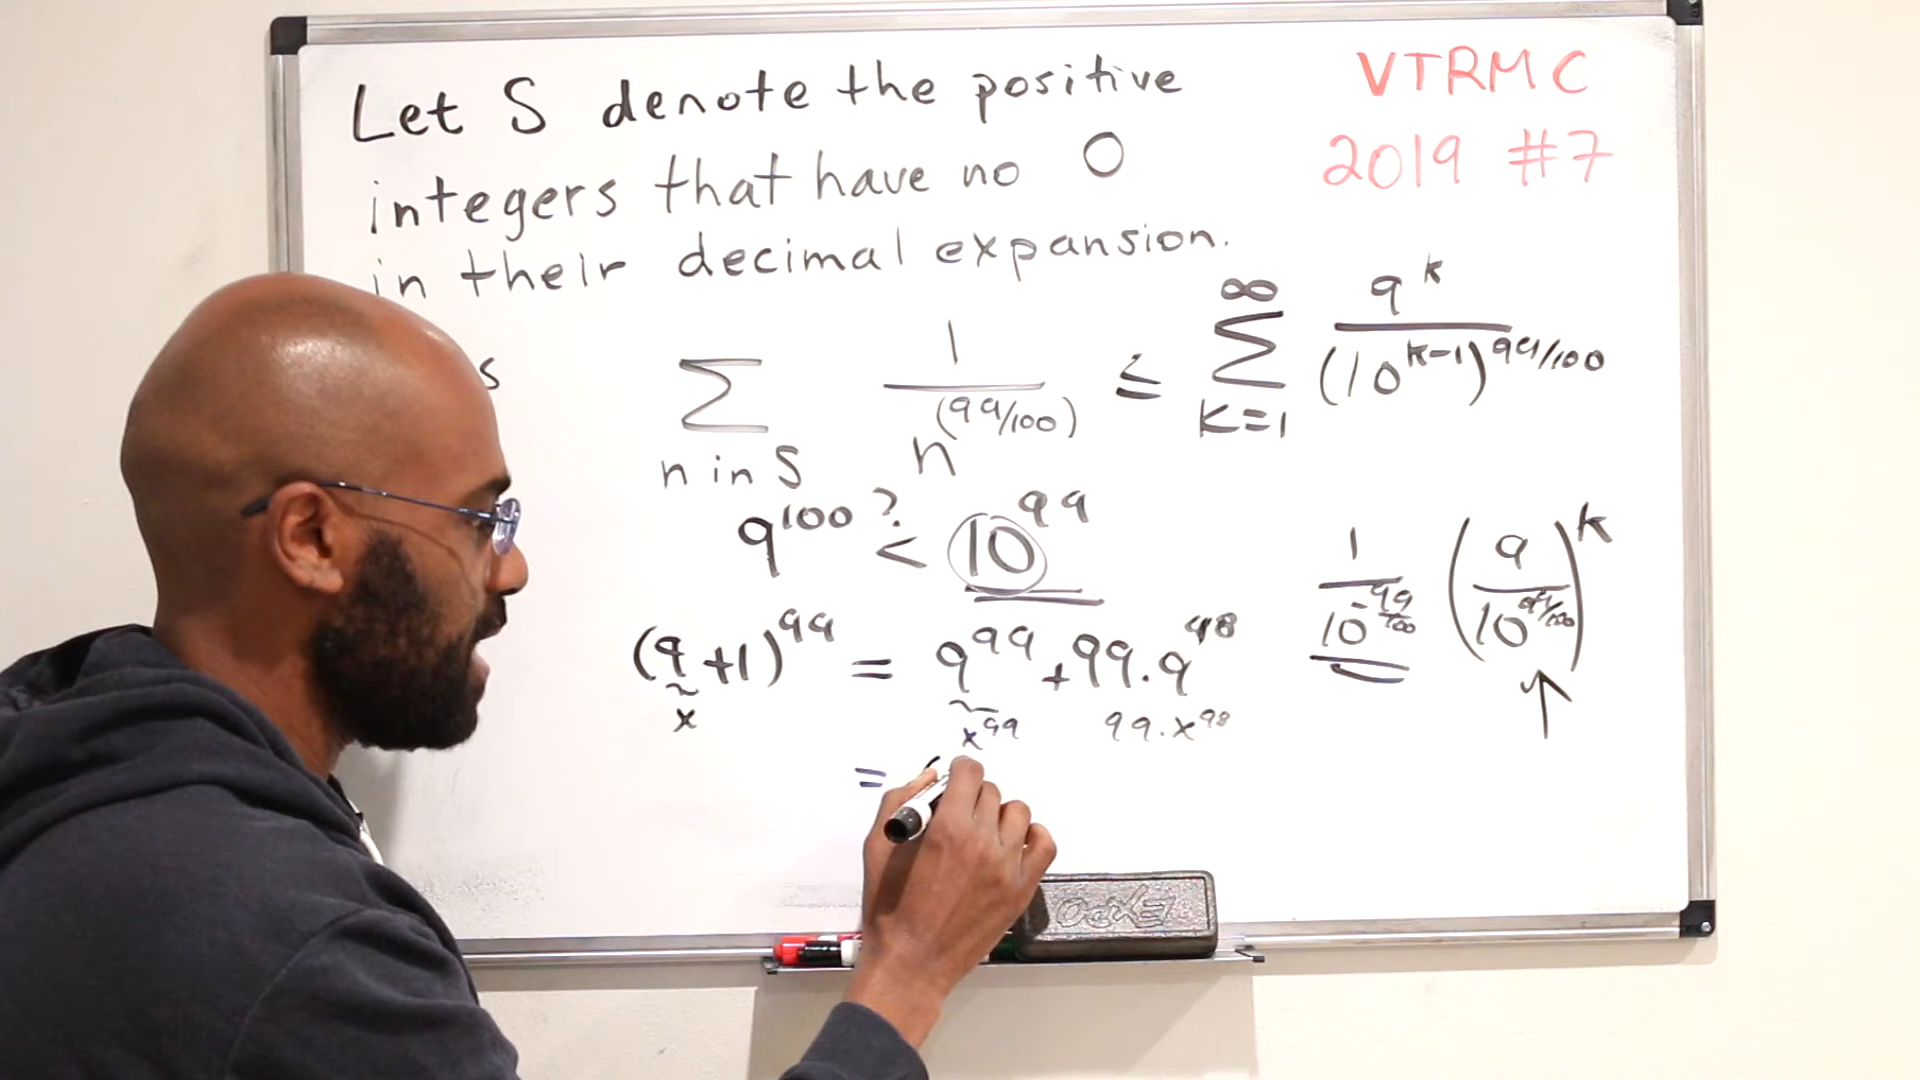 Let S denote the positive
integers that have no 0
in their decimal expansion.
VTRMC
2019 #7
s
∑ n in S 1/n^(99/100) ≤ ∑ k=1 ∞ 9^k/(10^k-1)^99/100
9^100 ?< 10^99
1/10^-99/100 (9/10^99/100)^k
(9+1)^99 = 9^99 + 99.9^98
x x^99 99.x^98
=